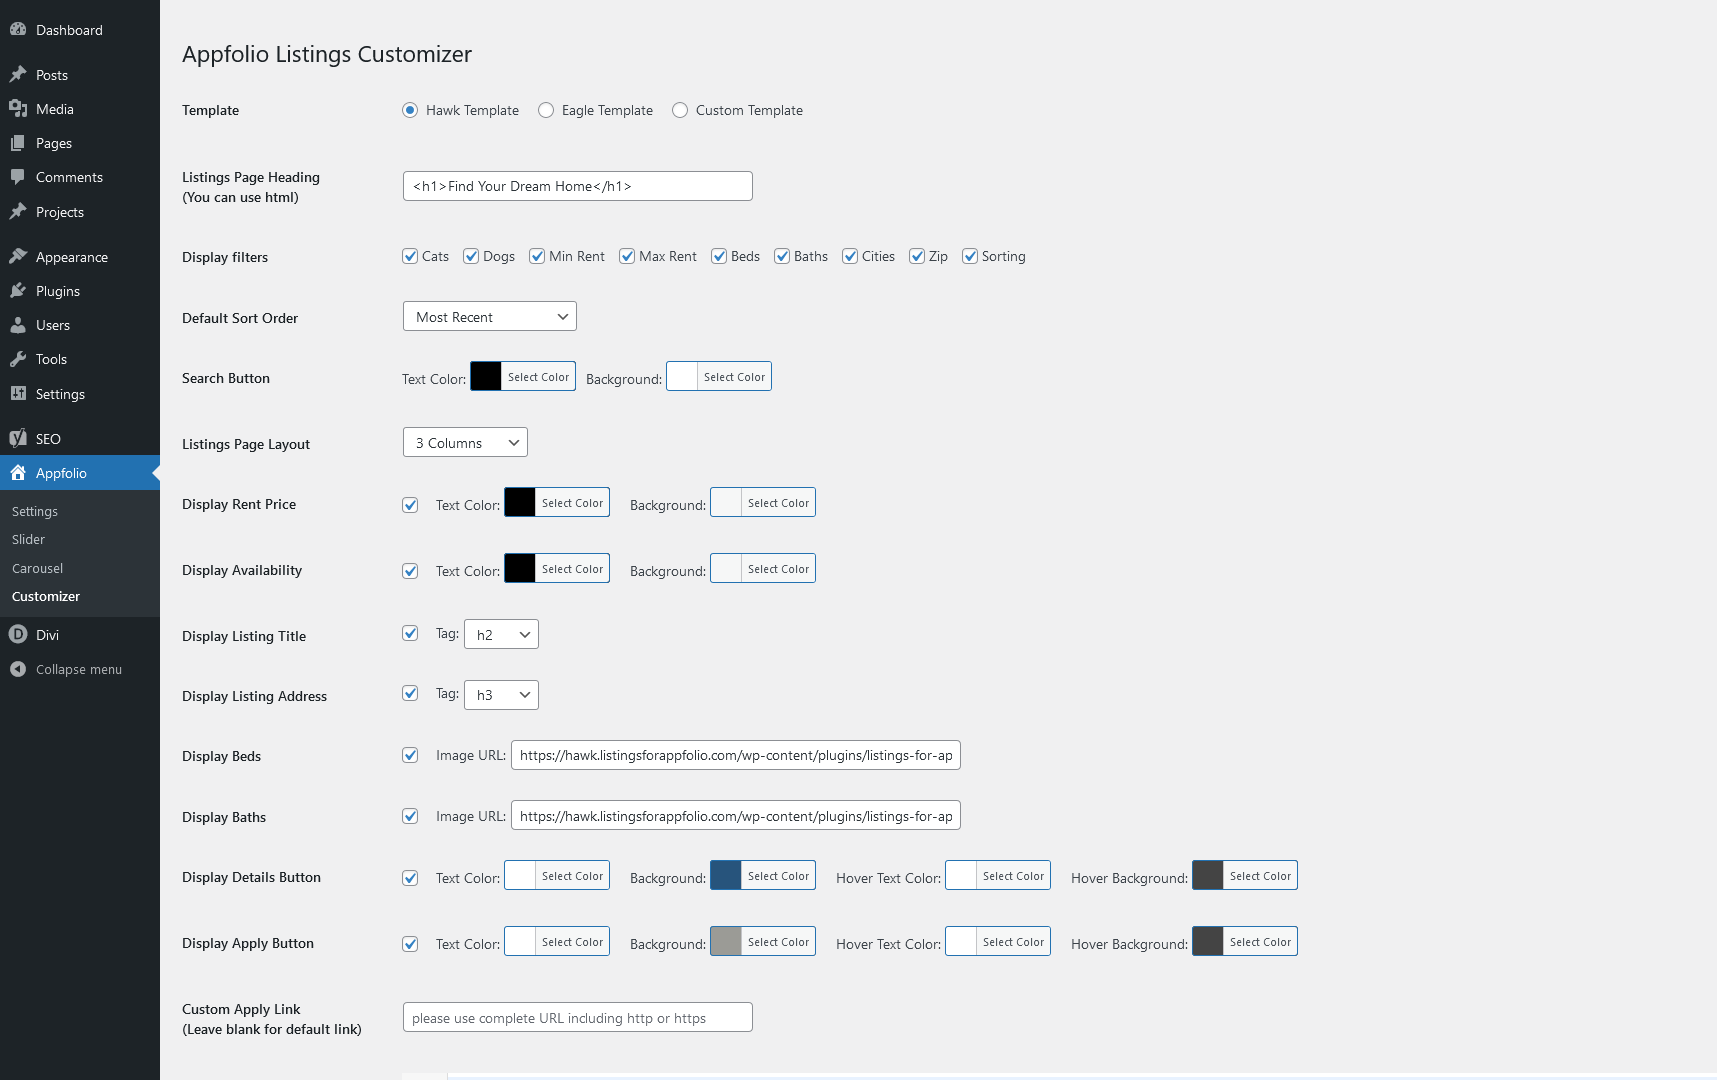 Dashboard
Posts
Media
Pages
Comments
Projects
Appearance
Plugins
Users
Tools
Settings
SEO
Appfolio
Settings
Slider
Carousel
Customizer
Divi
Collapse menu
Appfolio Listings Customizer
Template Hawk Template Eagle Template Custom Template
Listings Page Heading
(You can use html) <h1>Find Your Dream Home</h1>
Display filters Cats Dogs Min Rent Max Rent Beds Baths Cities Zip Sorting
Default Sort Order Most Recent
Search Button Text Color: Select Color Background: Select Color
Listings Page Layout 3 Columns
Display Rent Price Text Color: Select Color Background: Select Color
Display Availability Text Color: Select Color Background: Select Color
Display Listing Title Tag: h2
Display Listing Address Tag: h3
Display Beds Image URL: https://hawk.listingsforappfolio.com/wp-content/plugins/listings-for-ap
Display Baths Image URL: https://hawk.listingsforappfolio.com/wp-content/plugins/listings-for-ap
Display Details Button Text Color: Select Color Background: Select Color Hover Text Color: Select Color Hover Background: Select Color
Display Apply Button Text Color: Select Color Background: Select Color Hover Text Color: Select Color Hover Background: Select Color
Custom Apply Link
(Leave blank for default link) please use complete URL including http or https